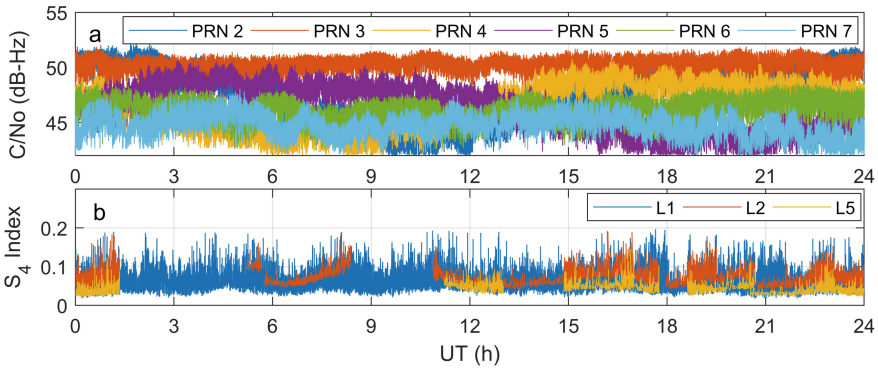 55
a
PRN 2 PRN 3 PRN 4 PRN 5 PRN 6 PRN 7
50
45
C/No (dB-Hz)
0 3 6 9 12 15 18 21 24
b
L1 L2 L5
0.2
0.1
0
S4 Index
0 3 6 9 12 15 18 21 24
UT (h)